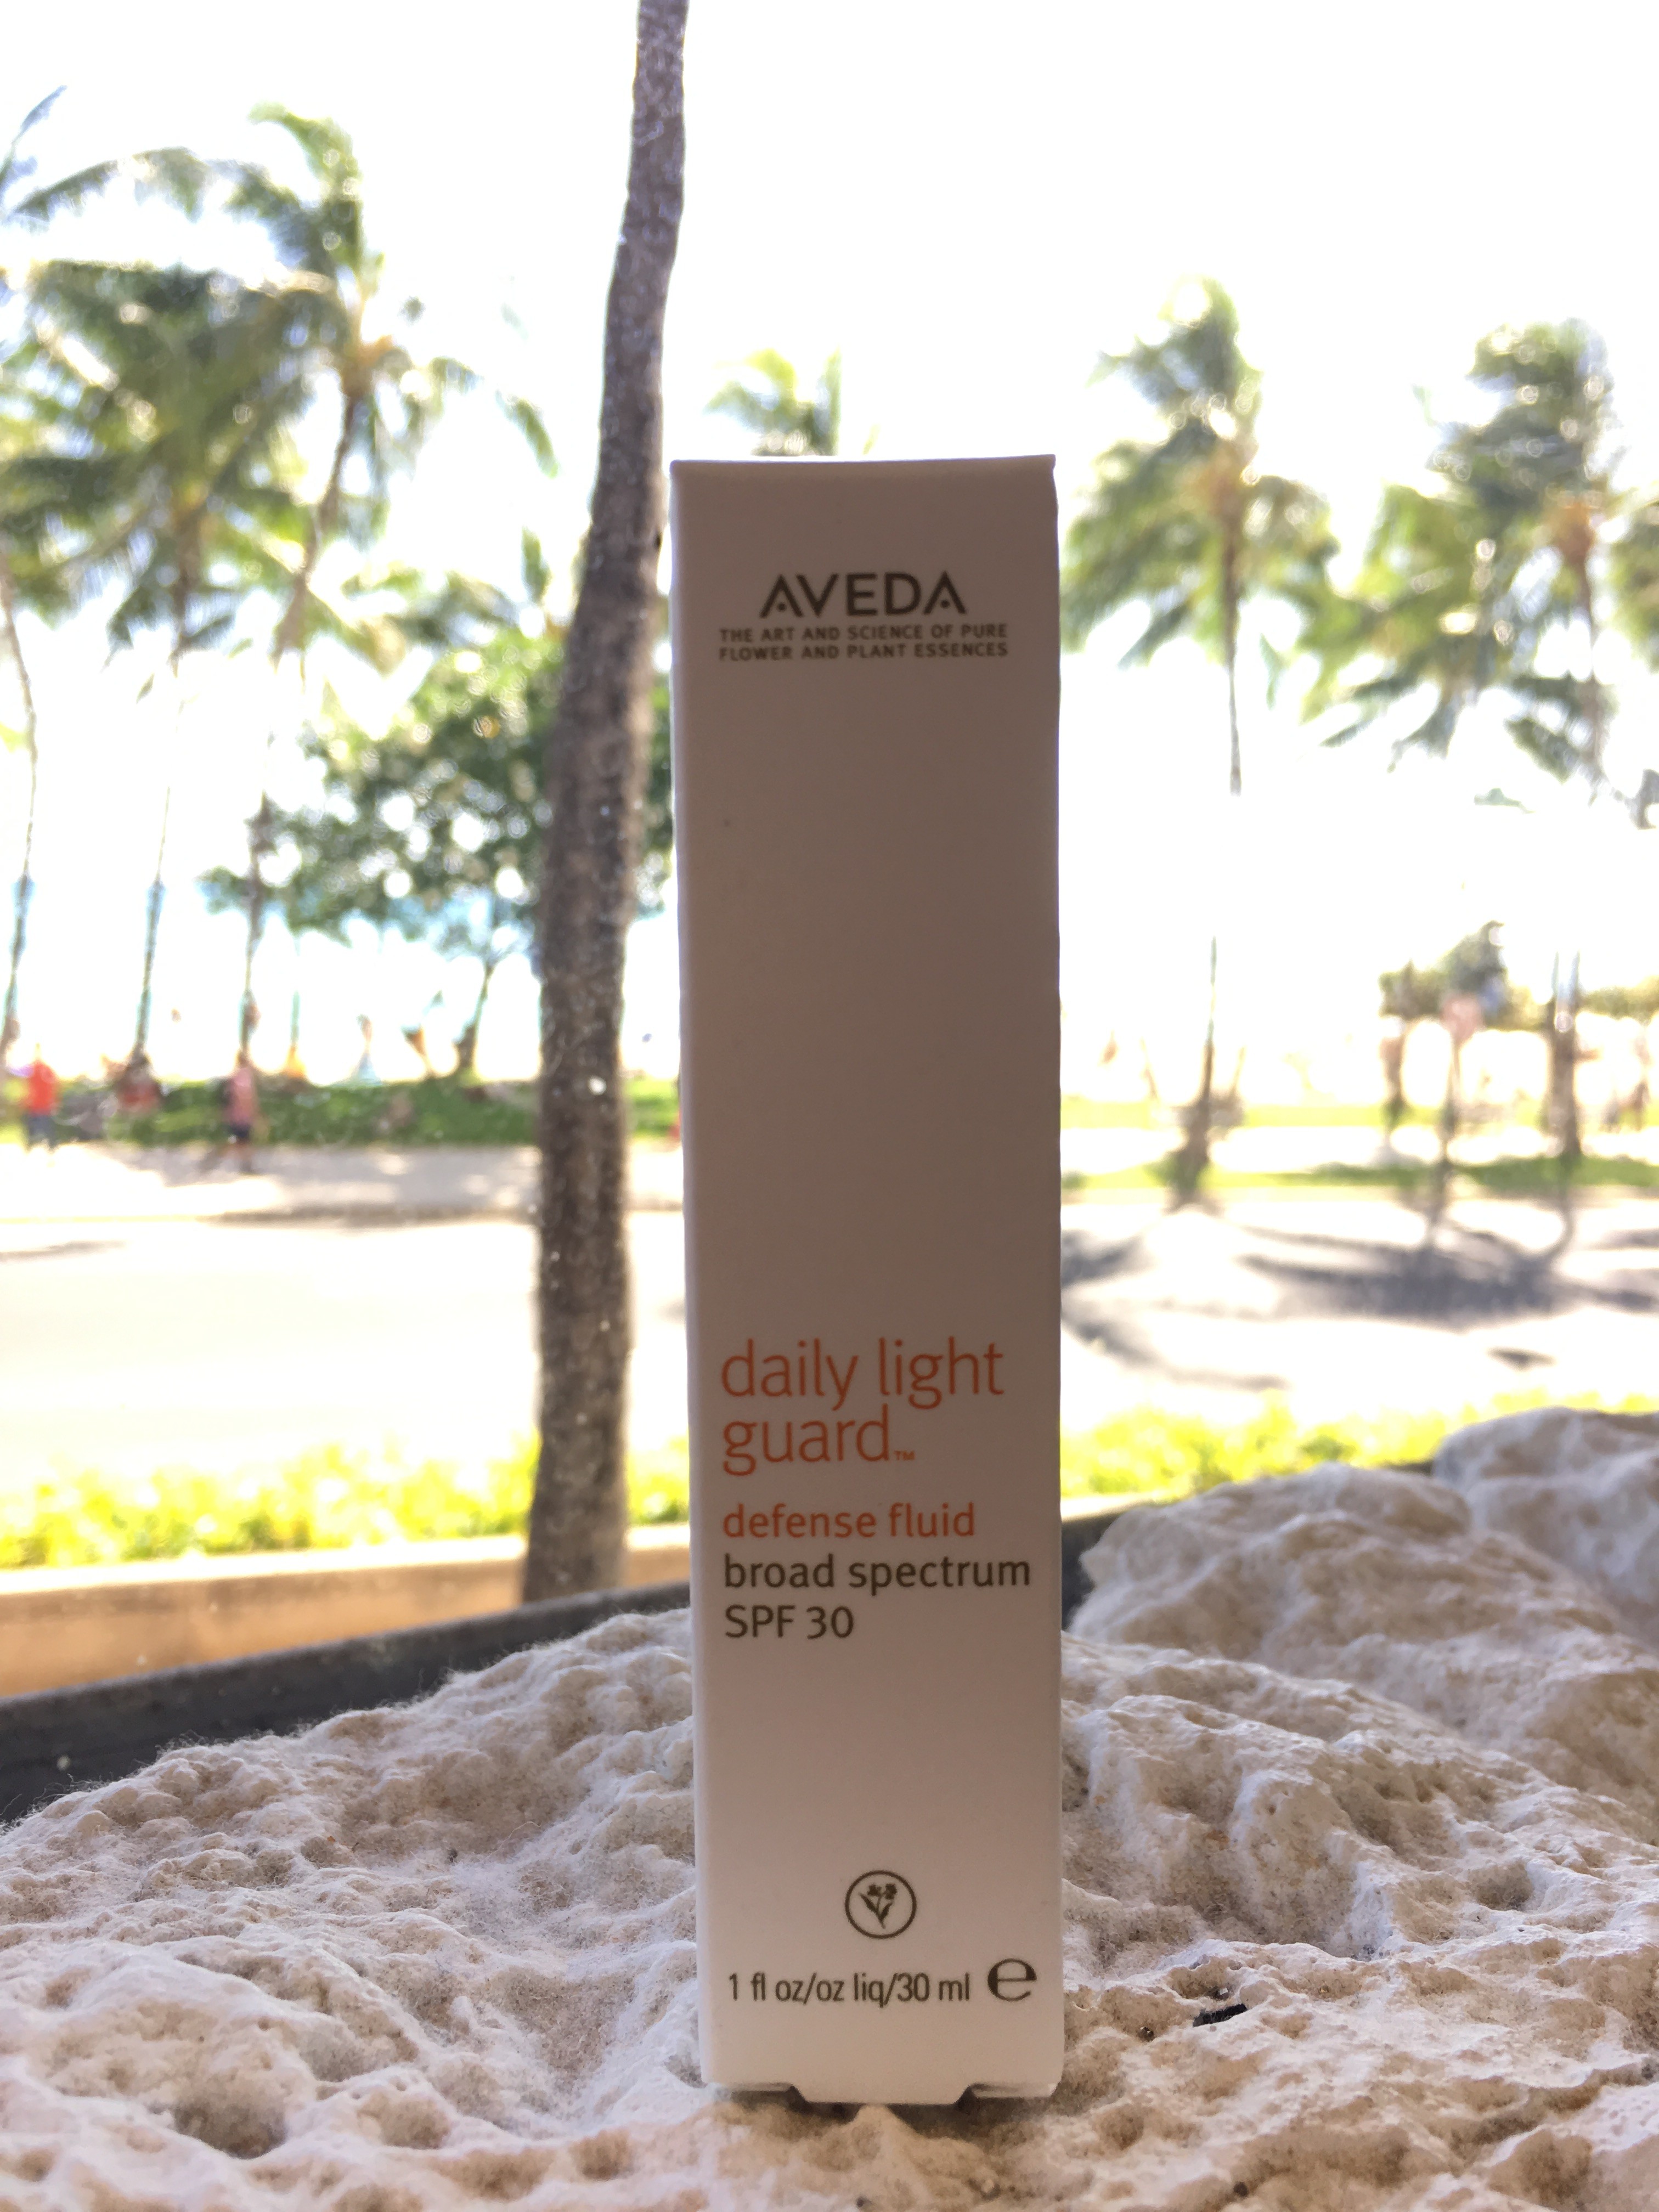 AVEDA
THE ART AND SCIENCE OF PURE
FLOWER AND PLANT ESSENCES
daily light
guard™
defense fluid
broad spectrum
SPF 30
1 fl oz/oz liq/30 ml ℮